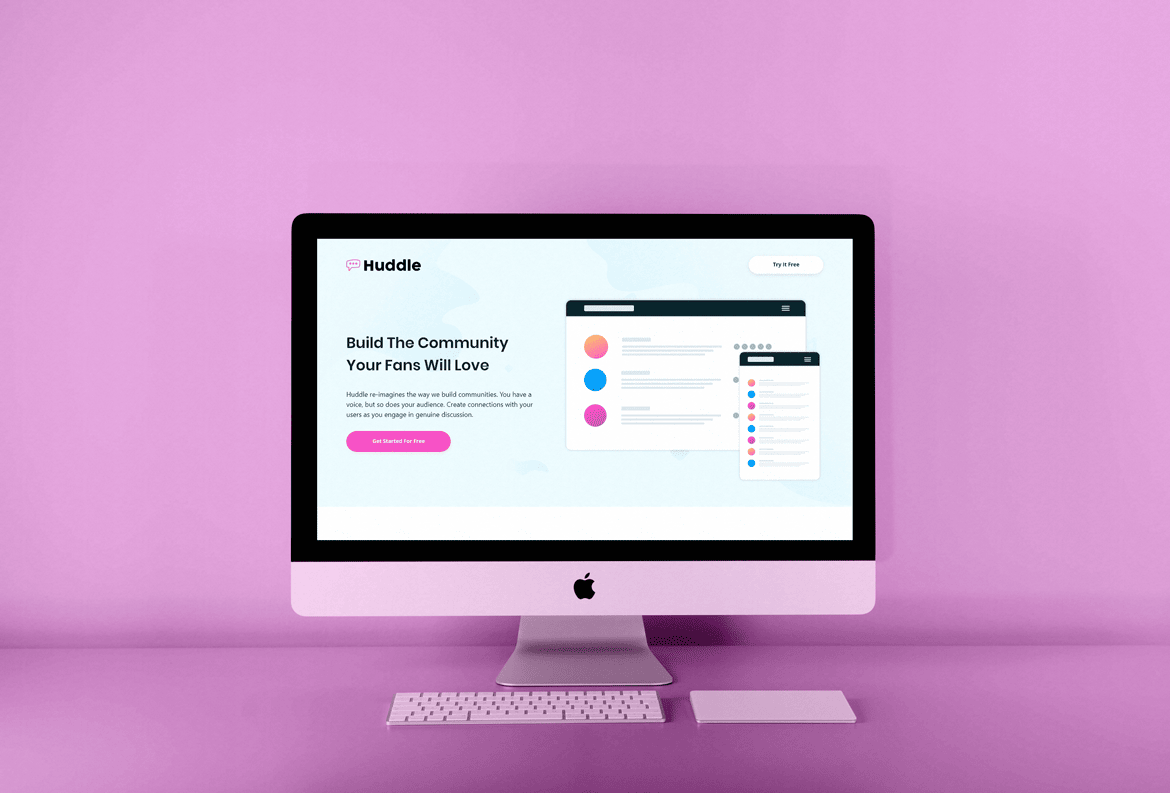 Huddle
Try It Free
Build The Community
Your Fans Will Love
Huddle re-imagines the way we build communities. You have a
voice, but so does your audience. Create connections with your
users as you engage in genuine discussion.
Get Started For Free